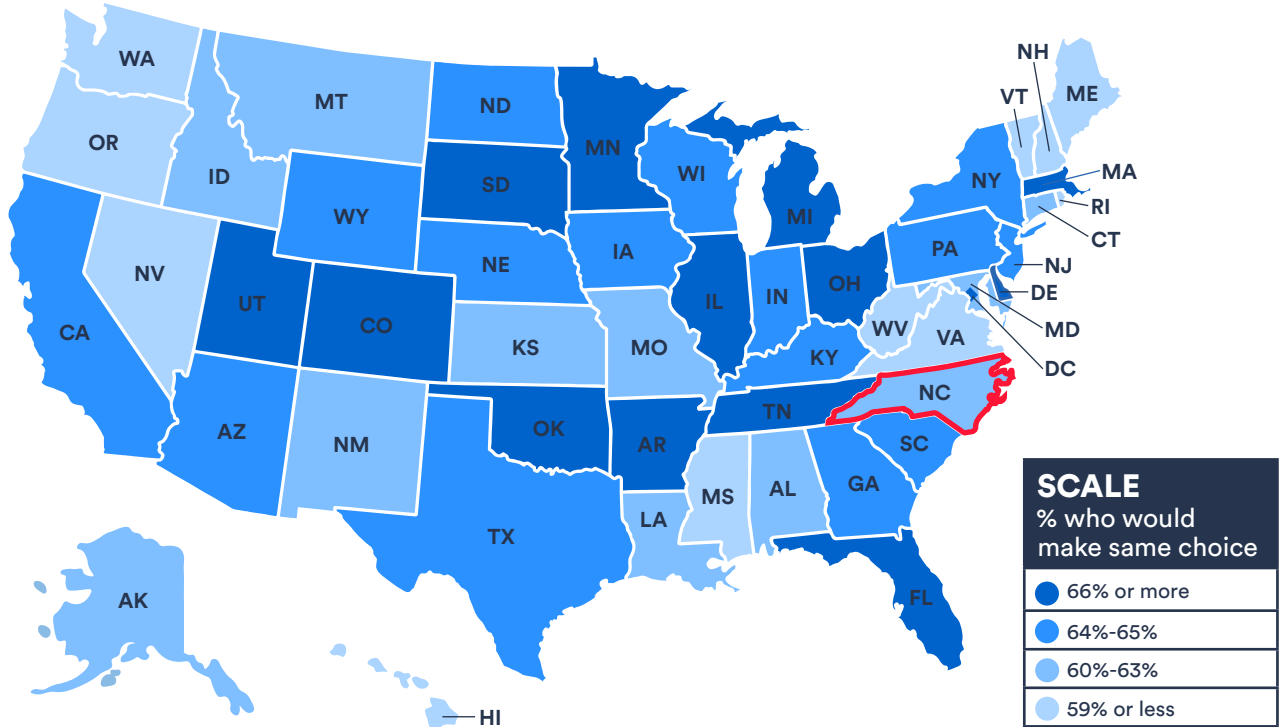 WA
NH
ME
VT
MT
ND
OR
MN
ID
SD
WI
NY
MA
WY
MI
RI
CT
IA
PA
NE
NV
NJ
OH
DE
UT
IL
IN
CO
MD
CA
WV
VA
KS
MO
KY
DC
NC
TN
AZ
OK
NM
AR
SC
MS
AL
GA
LA
TX
AK
FL
HI
SCALE
% who would
make same choice
66% or more
64%-65%
60%-63%
59% or less